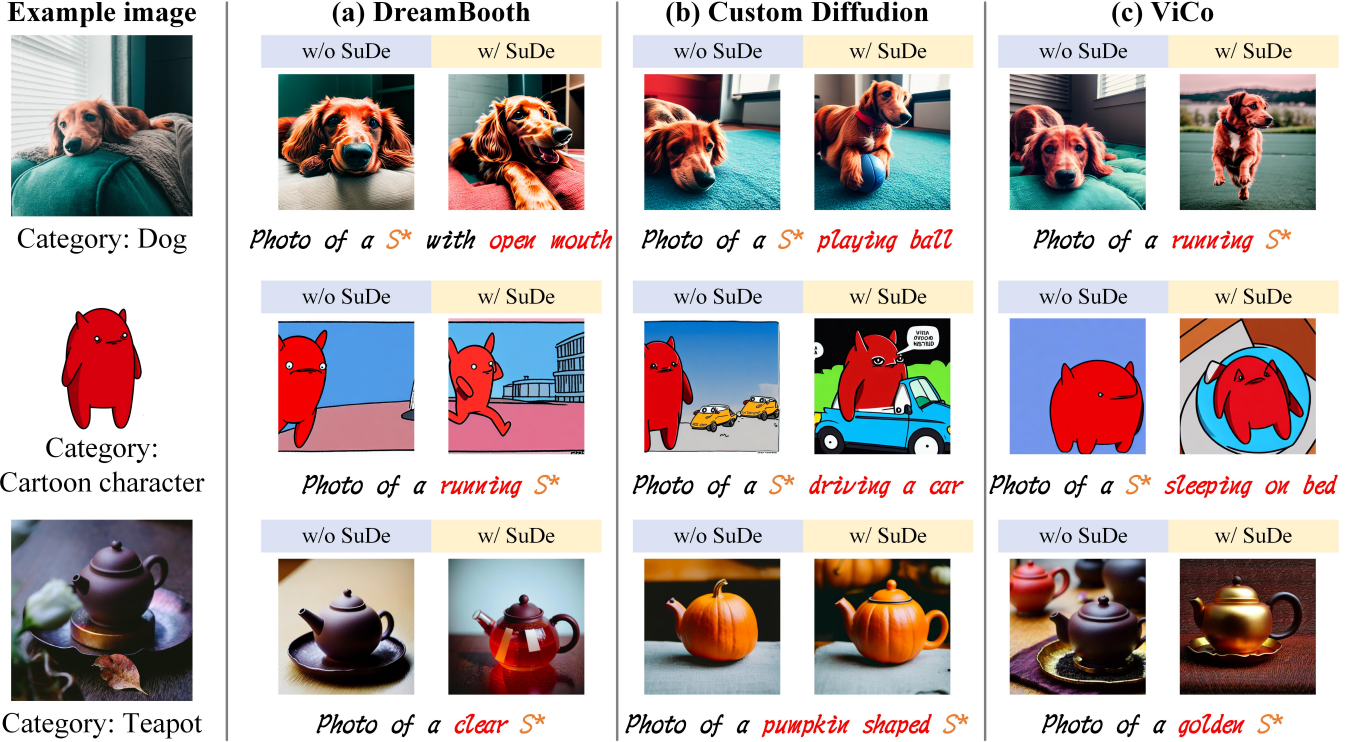 Example image
(a) DreamBooth
(b) Custom Diffudion
(c) ViCo
w/o SuDe
w/ SuDe
w/o SuDe
w/ SuDe
w/o SuDe
w/ SuDe
Category: Dog
Photo of a S* with open mouth
Photo of a S* playing ball
Photo of a running S*
w/o SuDe
w/ SuDe
w/o SuDe
w/ SuDe
w/o SuDe
w/ SuDe
Category:
Cartoon character
Photo of a running S*
Photo of a S* driving a car
Photo of a S* sleeping on bed
w/o SuDe
w/ SuDe
w/o SuDe
w/ SuDe
w/o SuDe
w/ SuDe
Category: Teapot
Photo of a clear S*
Photo of a pumpkin shaped S*
Photo of a golden S*